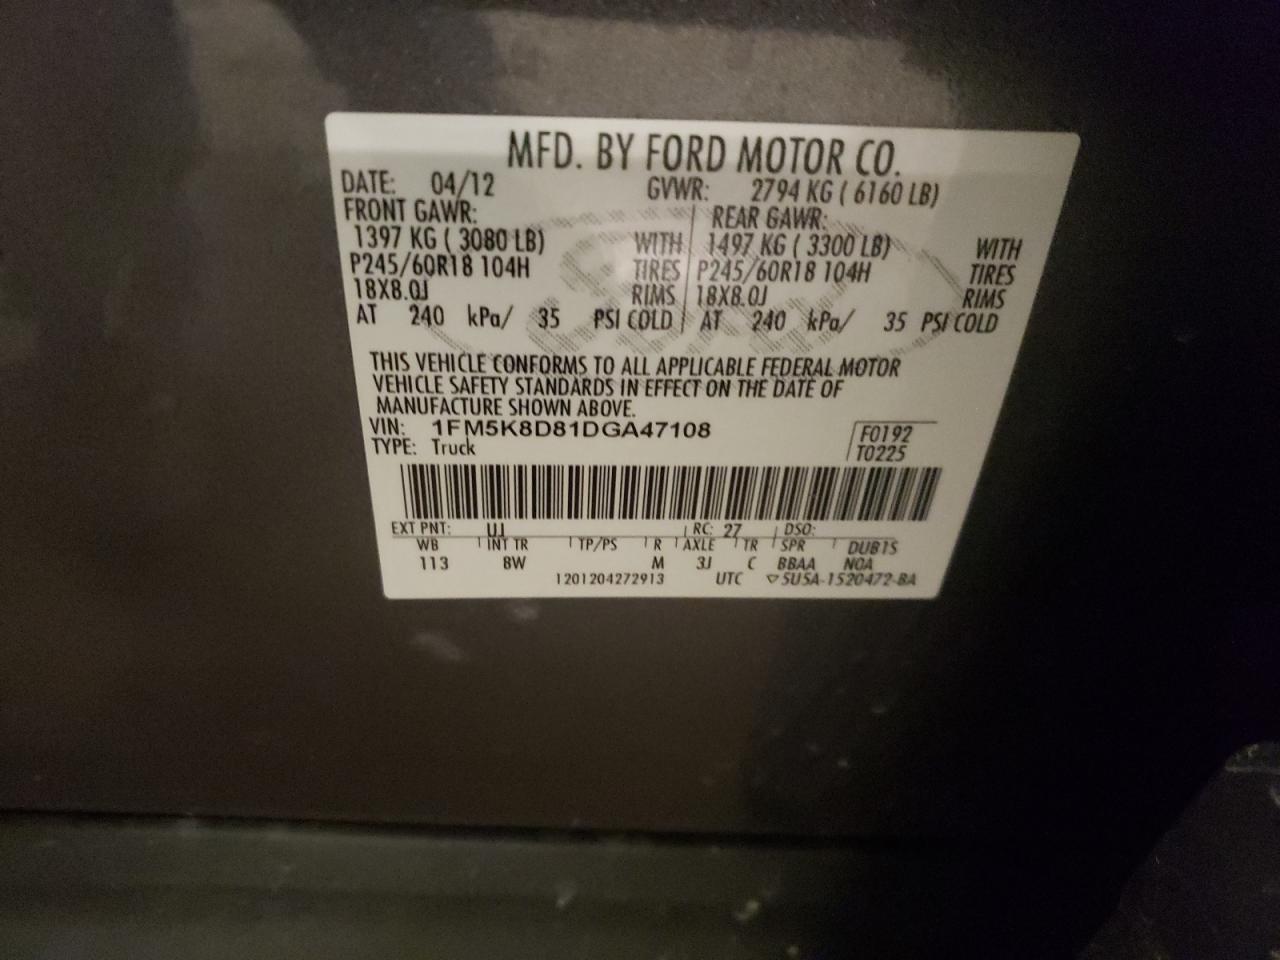 MFD. BY FORD MOTOR CO.
DATE: 04/12 GVWR: 2794 KG ( 6160 LB)
FRONT GAWR: REAR GAWR:
1397 KG ( 3080 LB) WITH 1497 KG ( 3300 LB) WITH
P245/60R18 104H TIRES P245/60R18 104H TIRES
18X8.0J RIMS 18X8.0J RIMS
AT 240 kPa/ 35 PSI COLD AT 240 kPa/ 35 PSI COLD
THIS VEHICLE CONFORMS TO ALL APPLICABLE FEDERAL MOTOR
VEHICLE SAFETY STANDARDS IN EFFECT ON THE DATE OF
MANUFACTURE SHOWN ABOVE.
VIN: 1FM5K8D81DGA47108 F0192
TYPE: Truck T0225
EXT PNT: UJ RC: 27 DSO:
WB INT TR TP/PS R AXLE TR SPR DUB1S
113 8W M 3J C BBAA NOA
1201204272913 UTC ▽5U5A-1520472-BA